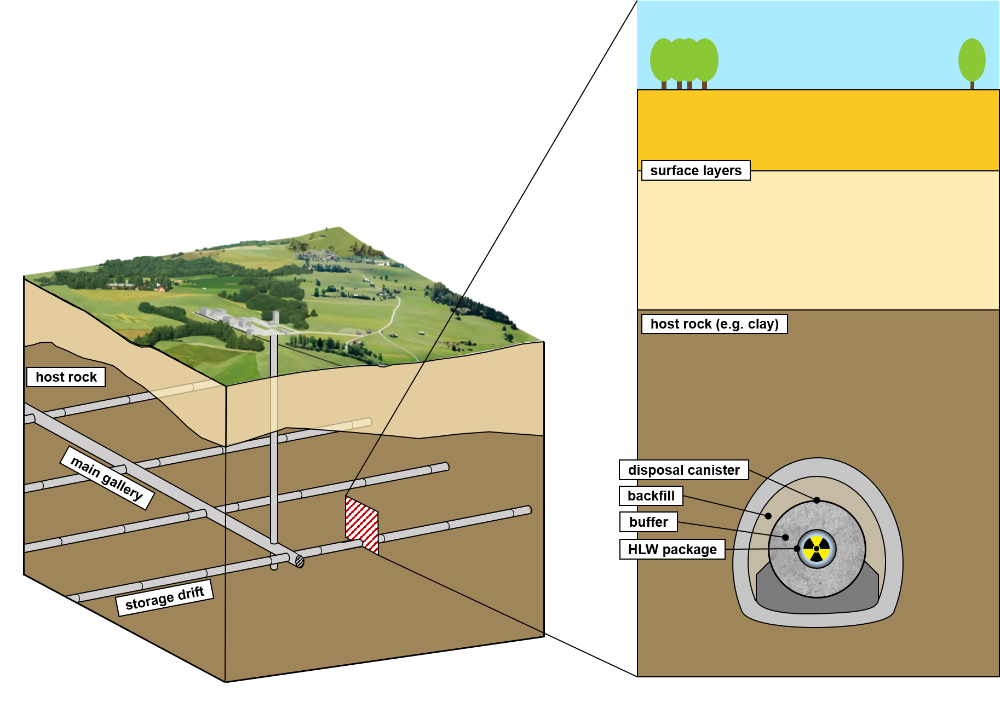 host rock
main gallery
storage drift
surface layers
host rock (e.g. clay)
disposal canister
backfill
buffer
HLW package